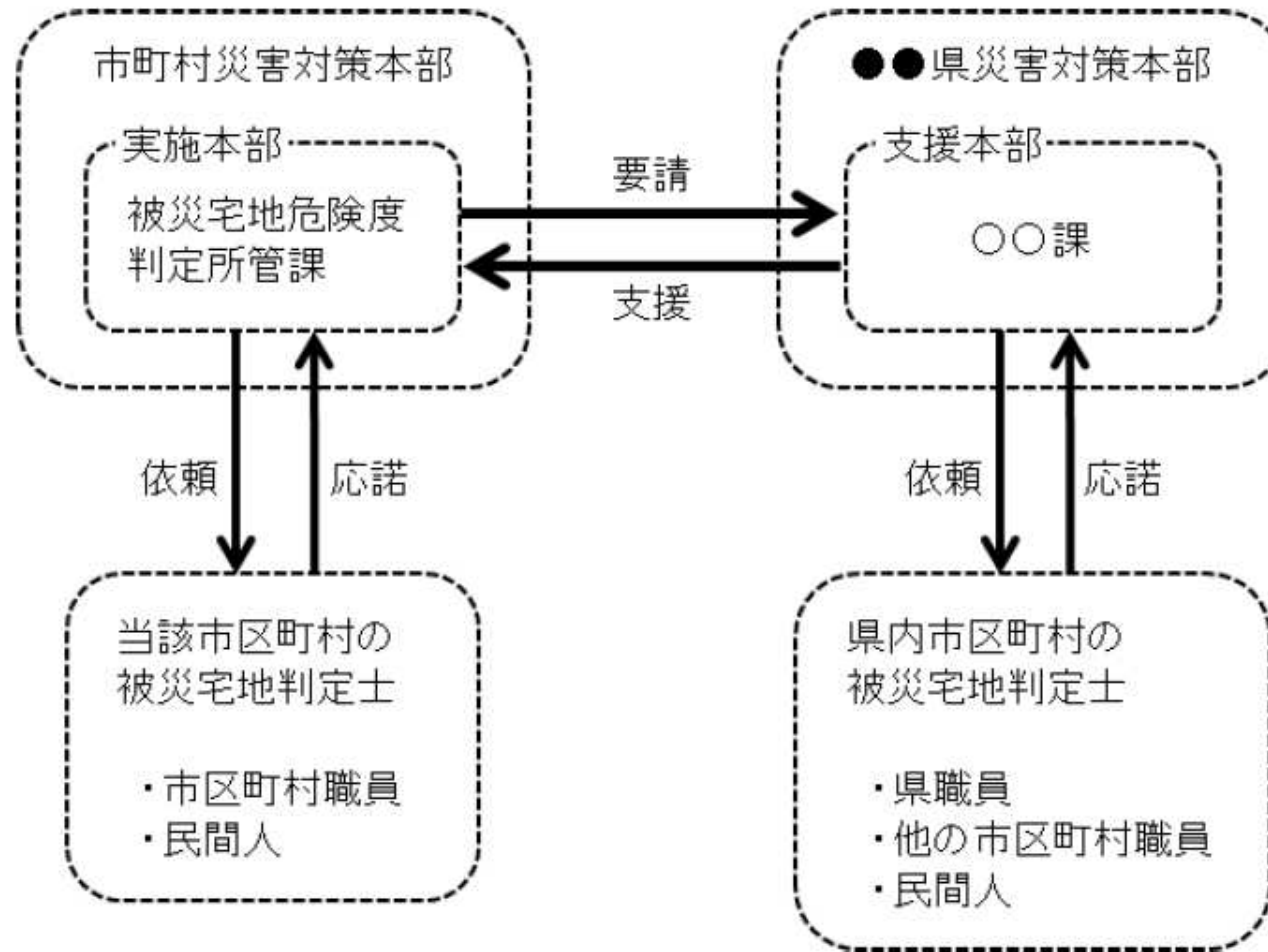 市町村災害対策本部
実施本部
被災宅地危険度
判定所管課
要請
支援
●●県災害対策本部
支援本部
○○課
依頼
応諾
依頼
応諾
当該市区町村の
被災宅地判定士
・市区町村職員
・民間人
県内市区町村の
被災宅地判定士
・県職員
・他の市区町村職員
・民間人